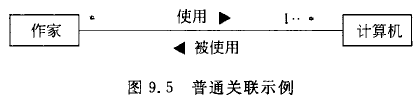 作家 * 使用 ▶ 1‥* 计算机
◀ 被使用
图 9.5 普通关联示例